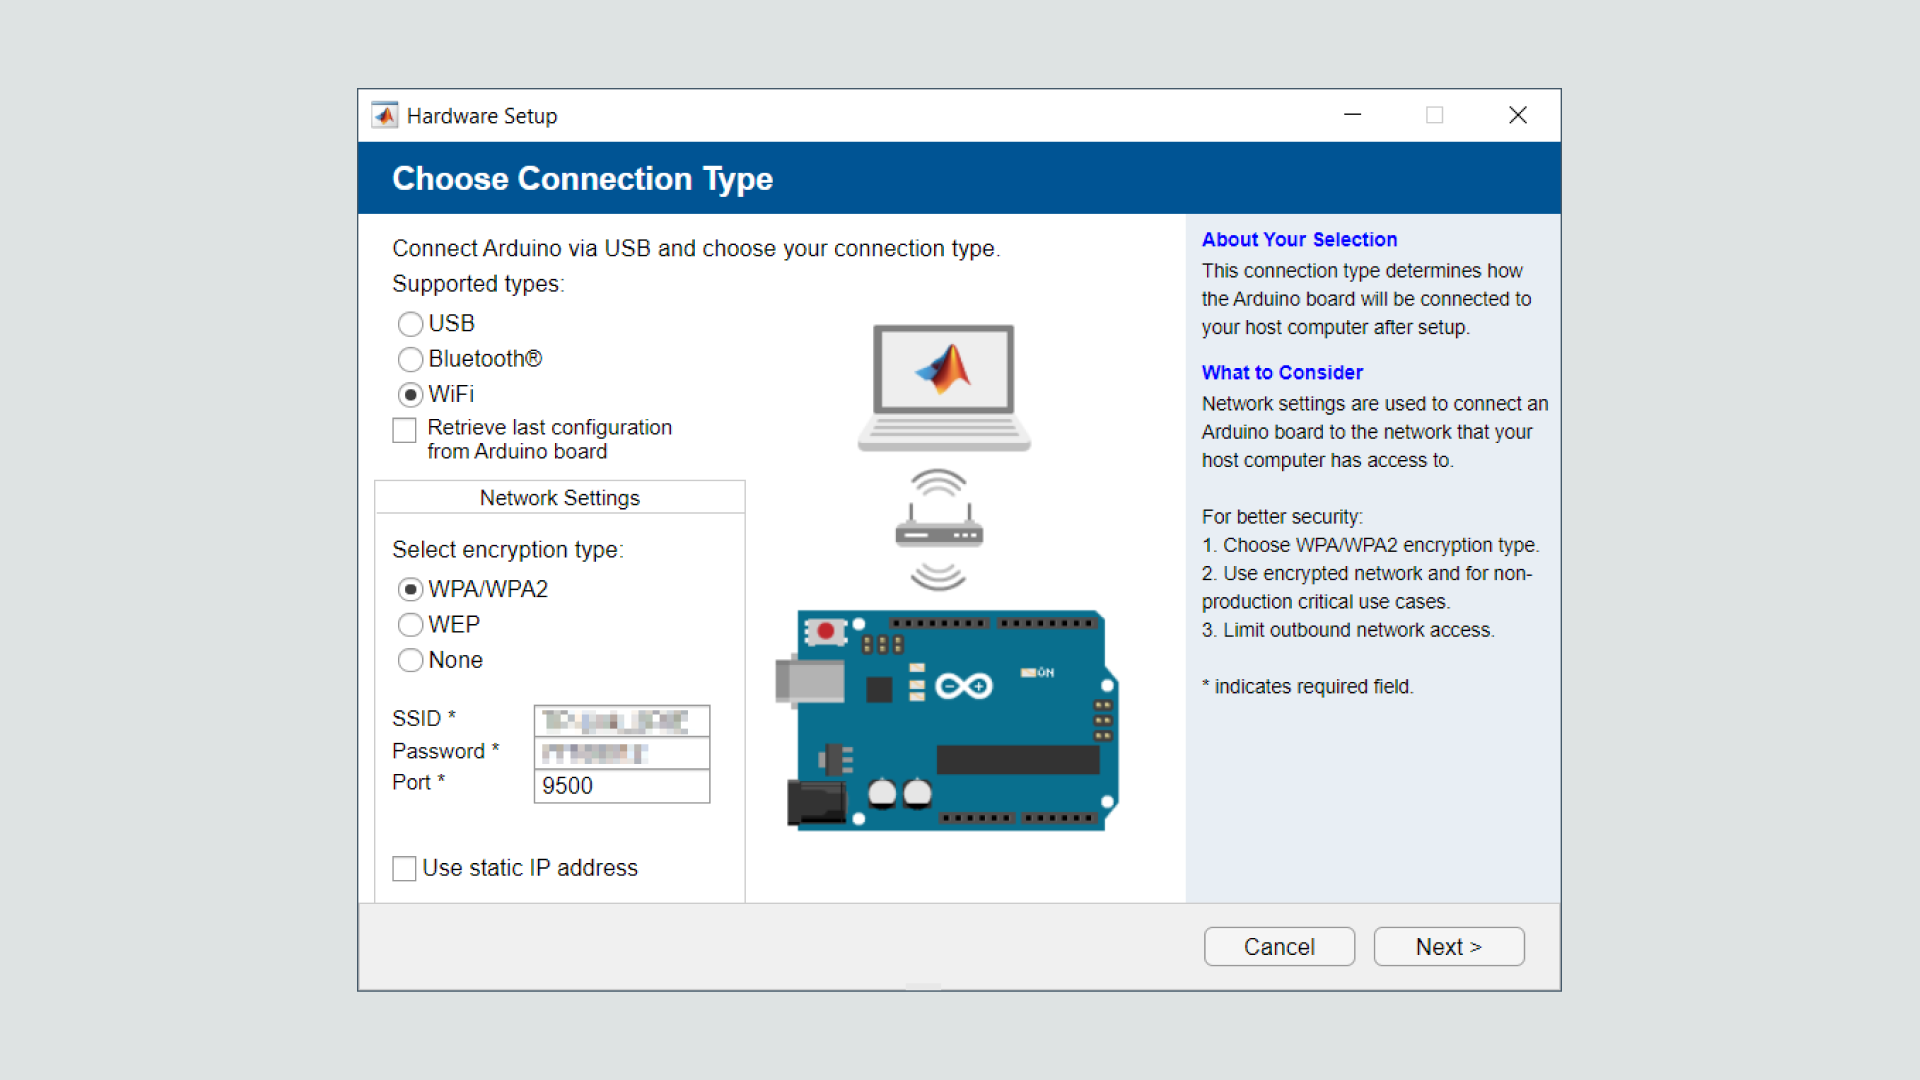 Hardware Setup
Choose Connection Type
Connect Arduino via USB and choose your connection type.
Supported types:
USB
Bluetooth®
WiFi
Retrieve last configuration
from Arduino board
Network Settings
Select encryption type:
WPA/WPA2
WEP
None
SSID *
Password *
Port *
9500
Use static IP address
ON
About Your Selection
This connection type determines how
the Arduino board will be connected to
your host computer after setup.
What to Consider
Network settings are used to connect an
Arduino board to the network that your
host computer has access to.
For better security:
1. Choose WPA/WPA2 encryption type.
2. Use encrypted network and for non-
production critical use cases.
3. Limit outbound network access.
* indicates required field.
Cancel
Next >